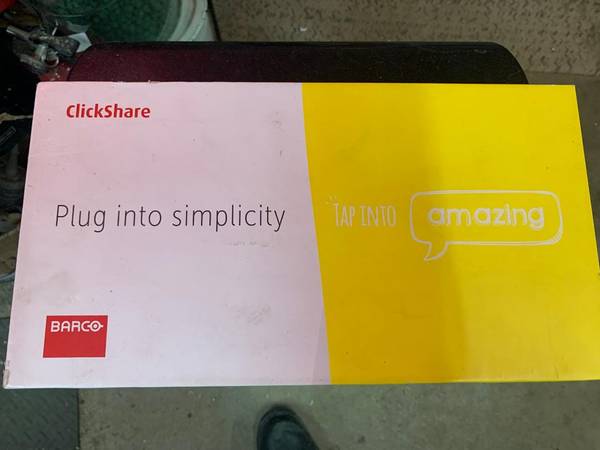 ClickShare
Plug into simplicity
TAP INTO amazing
BARCO